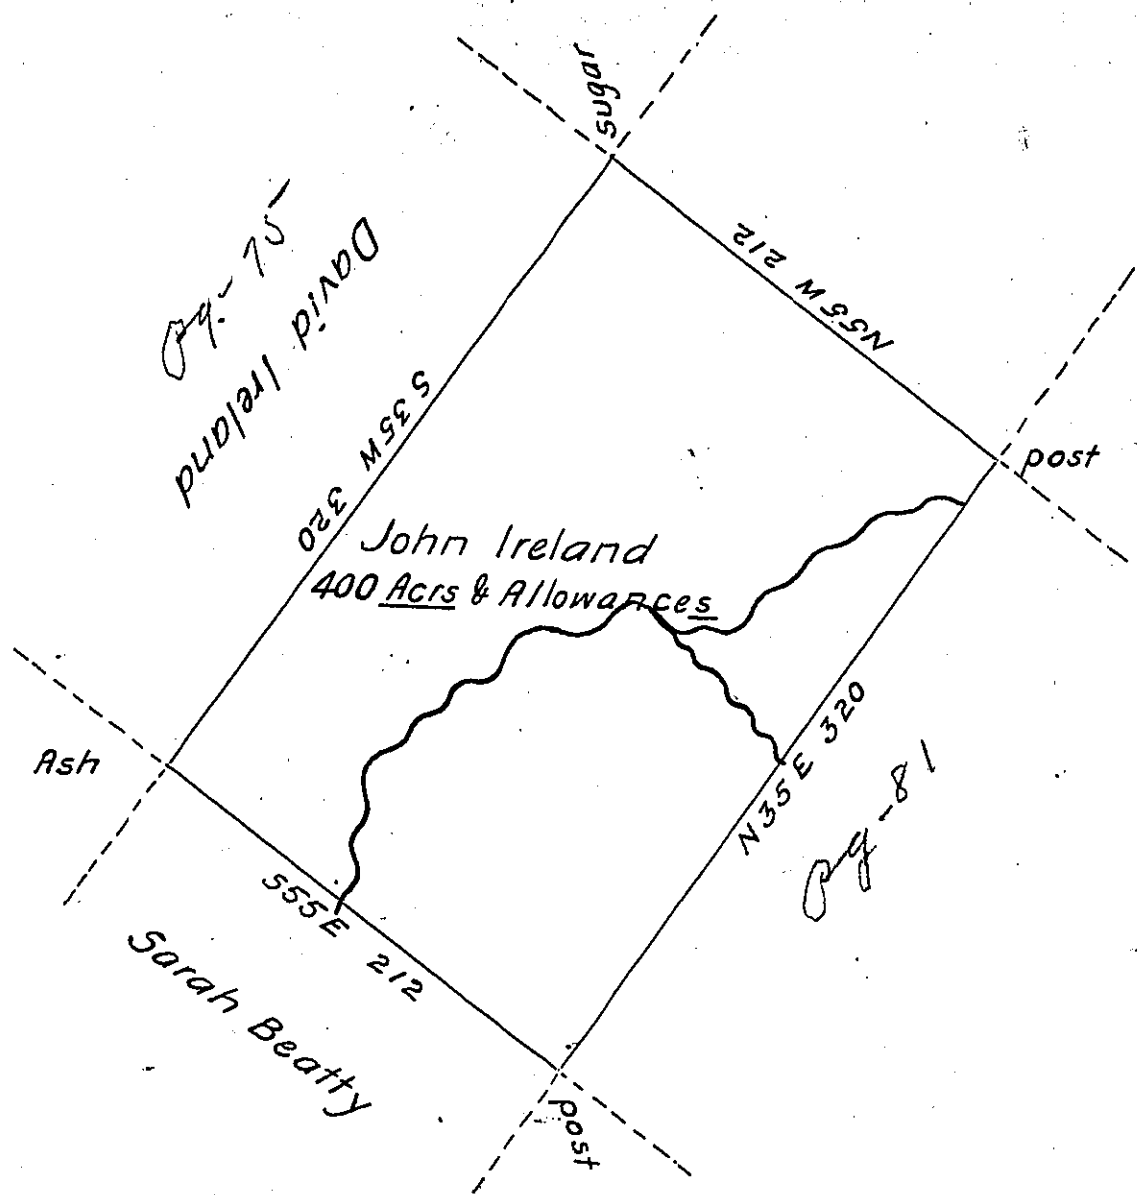 sugar
pg.- 75
David Ireland
N55W 212
S 35W 320
post
John Ireland
400 Acrs & Allowances
Ash
N35E 320
pg - 81
S55E 212
Sarah Beatty
post